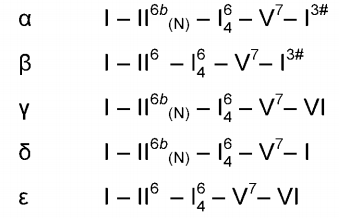 α I – II⁶ᵇ₍N₎ – I⁶₄ – V⁷– I³#
β I – II⁶ – I⁶₄ – V⁷– I³#
γ I – II⁶ᵇ₍N₎ – I⁶₄ – V⁷– VI
δ I – II⁶ᵇ₍N₎ – I⁶₄ – V⁷– I
ε I – II⁶ – I⁶₄ – V⁷– VI